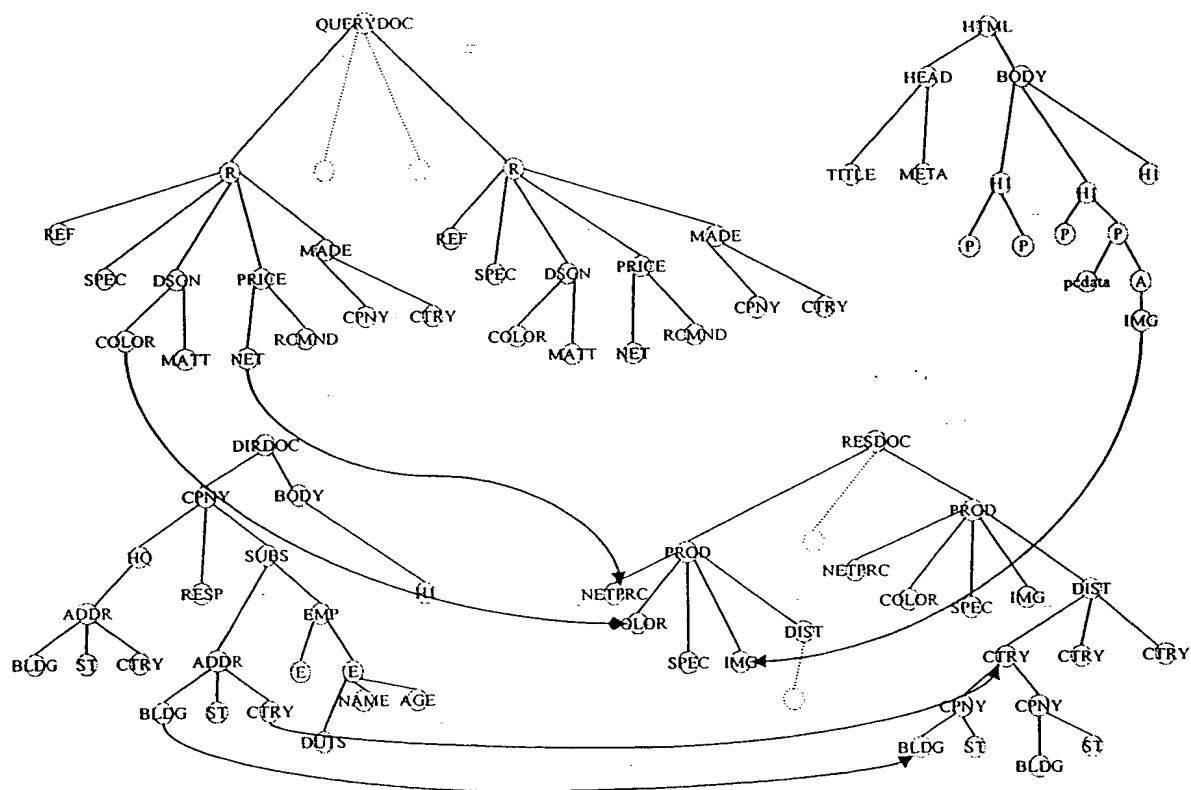 QUERYDOC
HTML
HEAD BODY
TITLE META HI HI HI
R R
REF REF
P P P P
MADE MADE
SPEC DSON PRICE SPEC DSON PRICE
pcdata A
CPNY CTRY CPNY CTRY
IMG
COLOR RCMND COLOR RCMND
MATT NET MATT NET
DIRDOC RESDOC
CPNY BODY
PROD
HQ SUBS PROD
NETPRC
RESP HI NETPRC DIST
COLOR SPEC IMG
ADDR EMP OLOR DIST
BLDG ST CTRY ADDR E E SPEC IMG CTRY CTRY CTRY
NAME AGE
BLDG ST CTRY CPNY CPNY
DUTS BLDG ST ST
BLDG